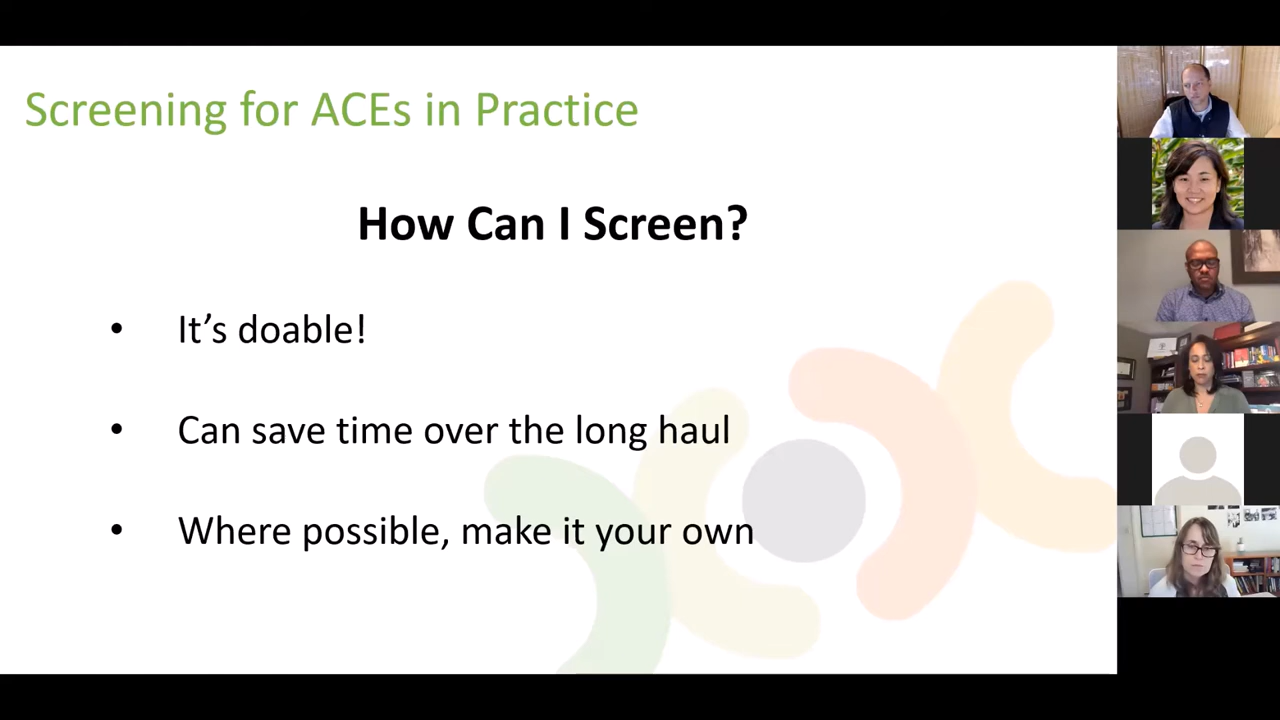 Screening for ACEs in Practice
How Can I Screen?
• It’s doable!
• Can save time over the long haul
• Where possible, make it your own